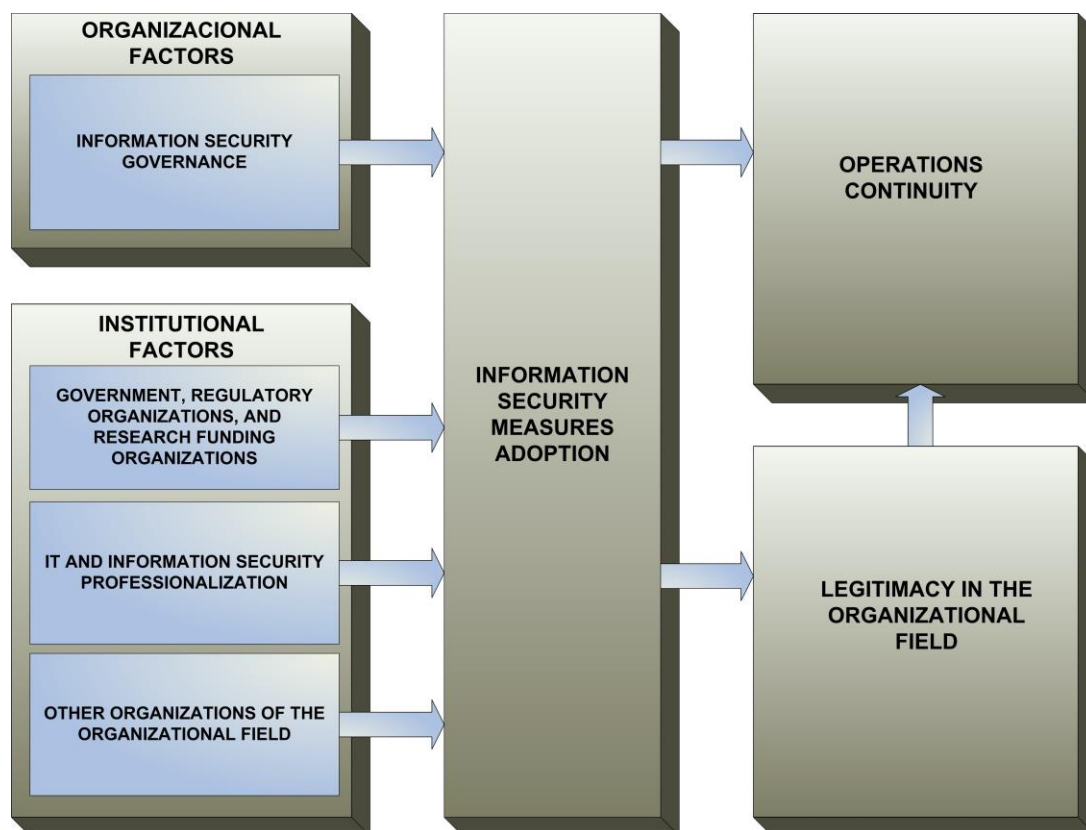 ORGANIZACIONAL
FACTORS
INFORMATION SECURITY
GOVERNANCE
INSTITUTIONAL
FACTORS
GOVERNMENT, REGULATORY
ORGANIZATIONS, AND
RESEARCH FUNDING
ORGANIZATIONS
IT AND INFORMATION SECURITY
PROFESSIONALIZATION
OTHER ORGANIZATIONS OF THE
ORGANIZATIONAL FIELD
INFORMATION
SECURITY
MEASURES
ADOPTION
OPERATIONS
CONTINUITY
LEGITIMACY IN THE
ORGANIZATIONAL
FIELD